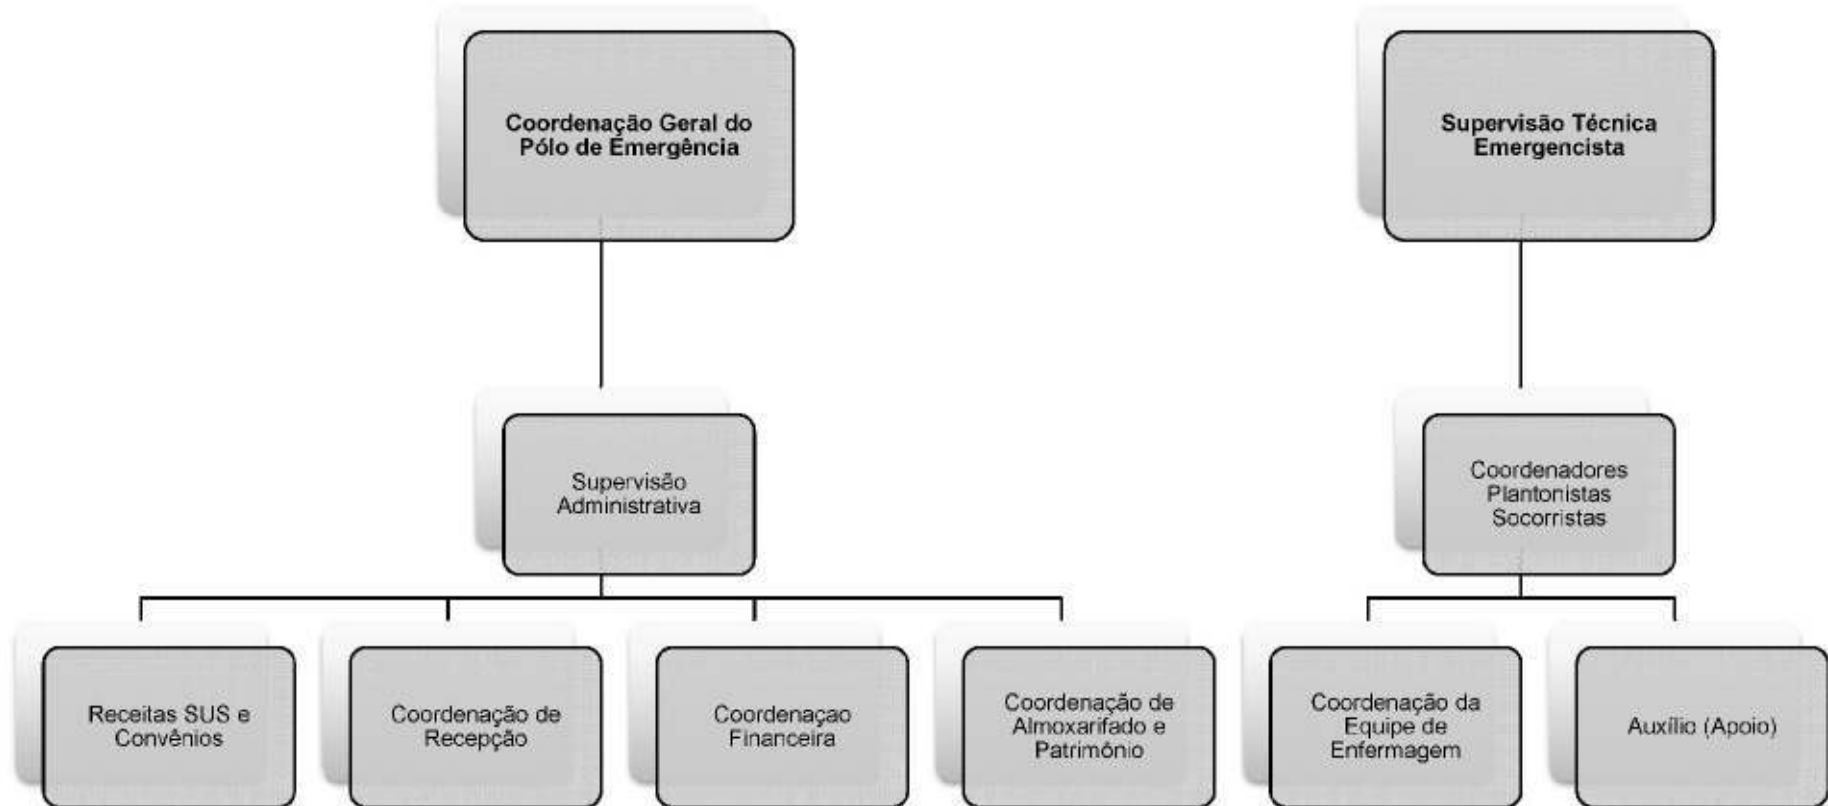 Coordenação Geral do
Pólo de Emergência
Supervisão Técnica
Emergencista
Supervisão
Administrativa
Coordenadores
Plantonistas
Socorristas
Receitas SUS e
Convênios
Coordenação de
Recepção
Coordenaçao
Financeira
Coordenação de
Almoxarifado e
Patrimônio
Coordenação da
Equipe de
Enfermagem
Auxílio (Apoio)